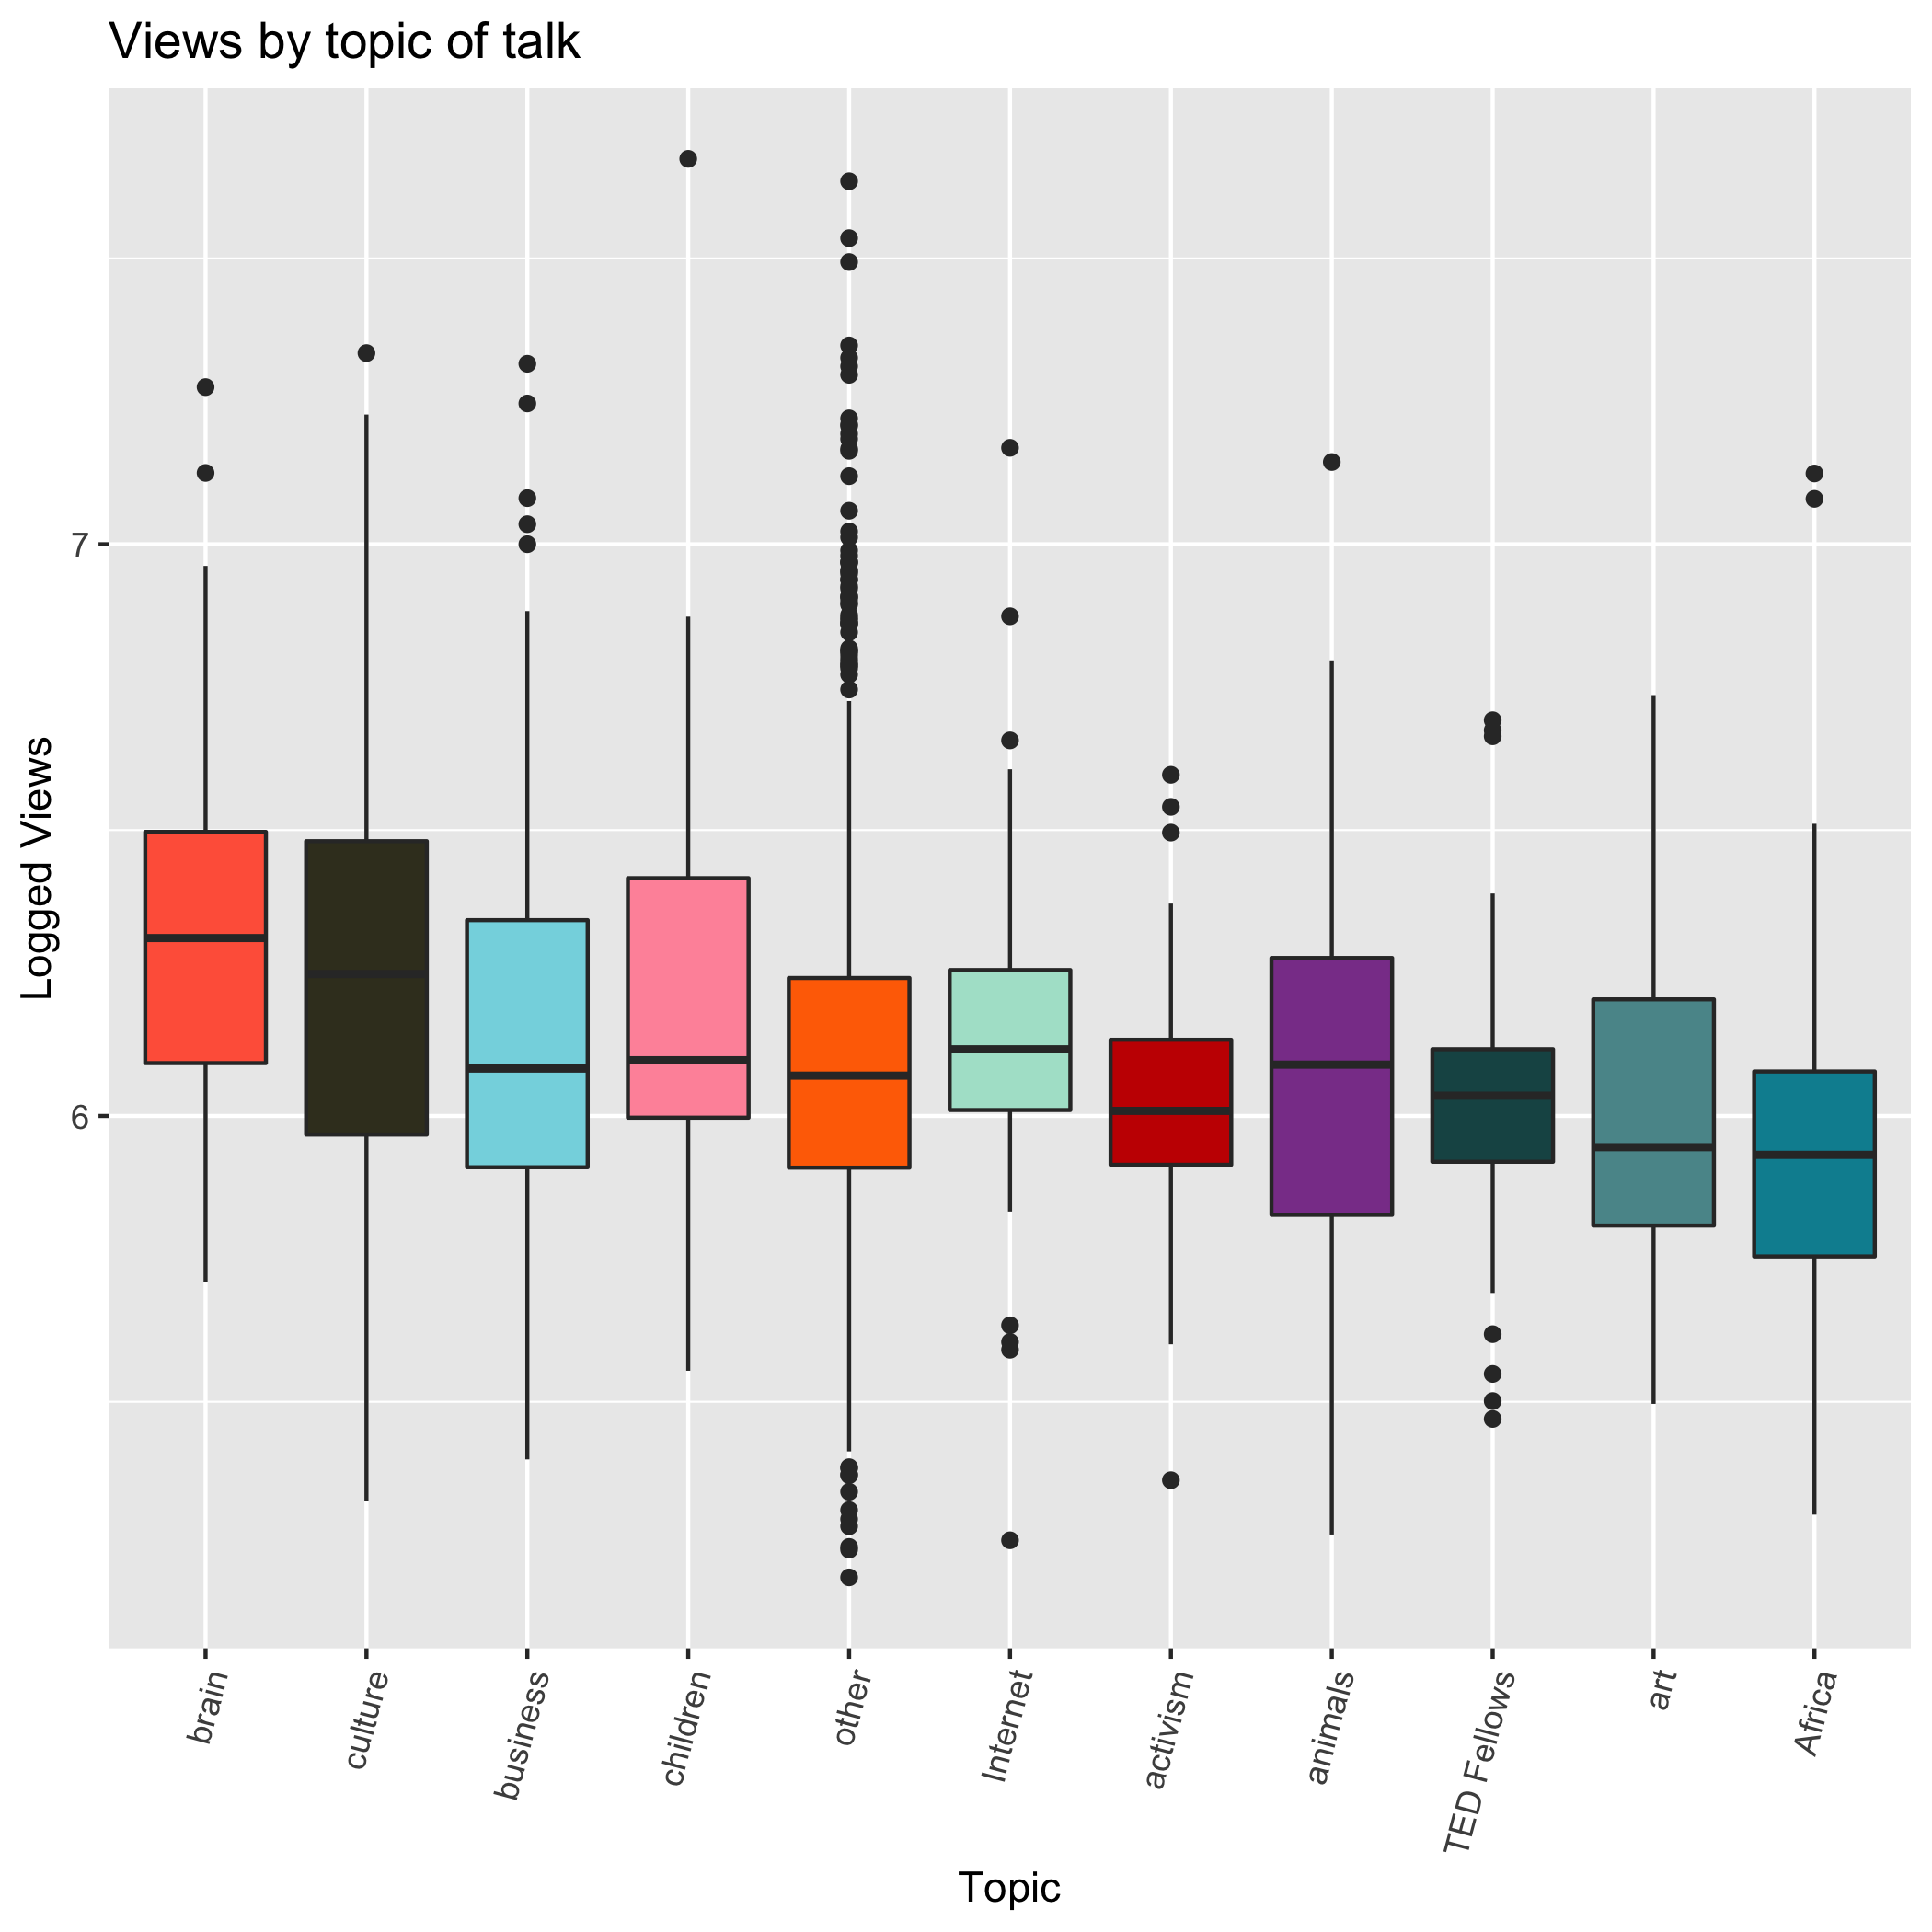 Views by topic of talk
Logged Views
7
6
brain
culture
business
children
other
Internet
activism
animals
TED Fellows
art
Africa
Topic